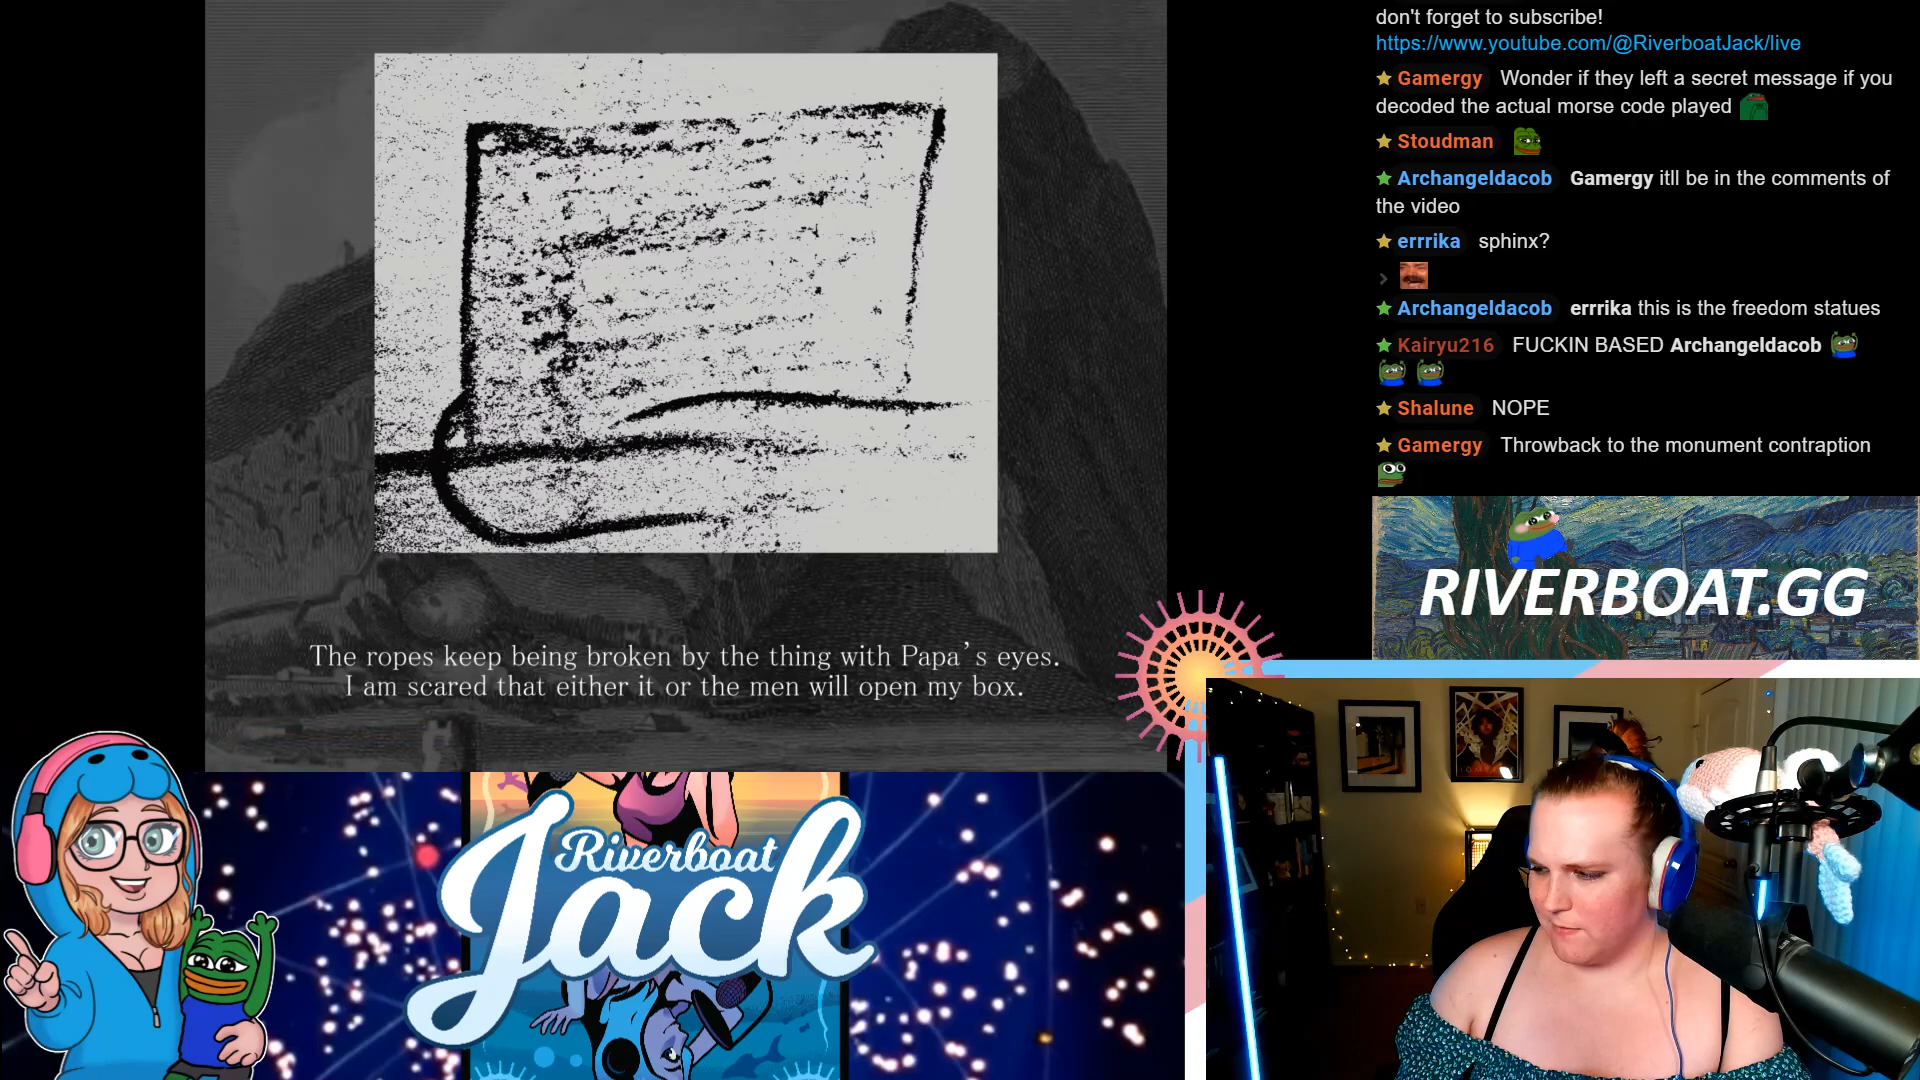 The ropes keep being broken by the thing with Papa's eyes.
I am scared that either it or the men will open my box.
don't forget to subscribe!
https://www.youtube.com/@RiverboatJack/live
Gamergy Wonder if they left a secret message if you
decoded the actual morse code played
Stoudman
Archangeldacob Gamergy itll be in the comments of
the video
errrika sphinx?
Archangeldacob errrika this is the freedom statues
Kairyu216 FUCKIN BASED Archangeldacob
Shalune NOPE
Gamergy Throwback to the monument contraption
RIVERBOAT.GG
Riverboat
Jack